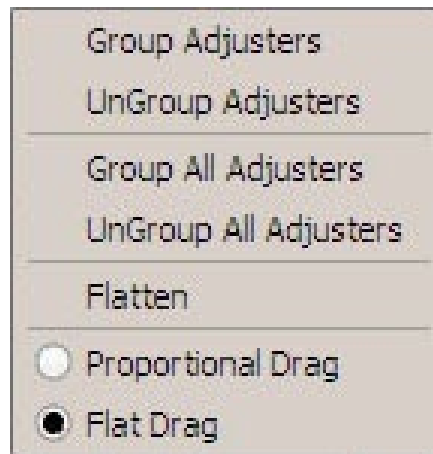 Group Adjusters
UnGroup Adjusters
Group All Adjusters
UnGroup All Adjusters
Flatten
Proportional Drag
Flat Drag